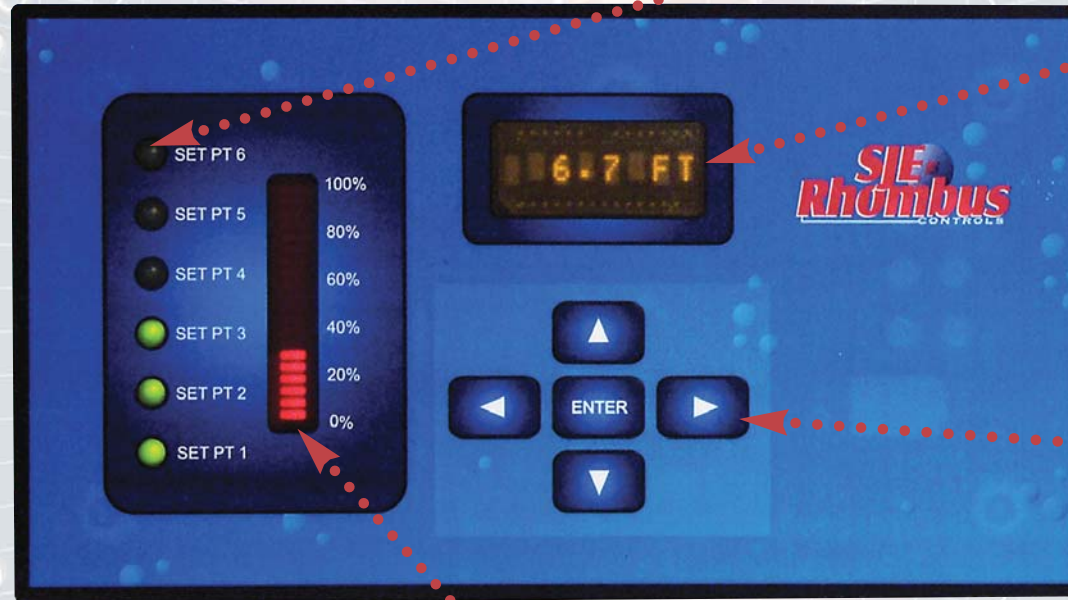 SET PT 6
SET PT 5
SET PT 4
SET PT 3
SET PT 2
SET PT 1
100%
80%
60%
40%
20%
0%
6.7 FT
SJE
Rhombus
CONTROLS
ENTER